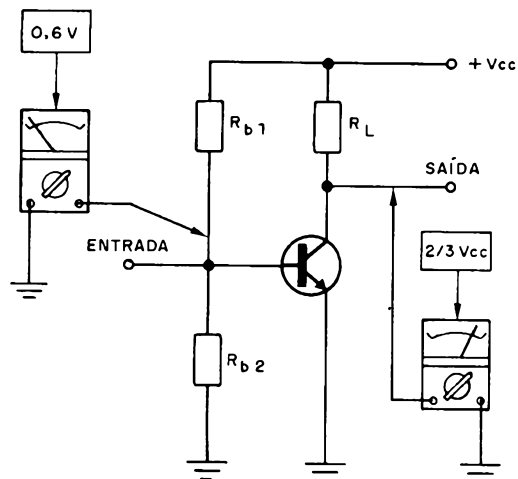 0,6 V
+ Vcc
Rb1
RL
SAÍDA
ENTRADA
2/3 Vcc
Rb2